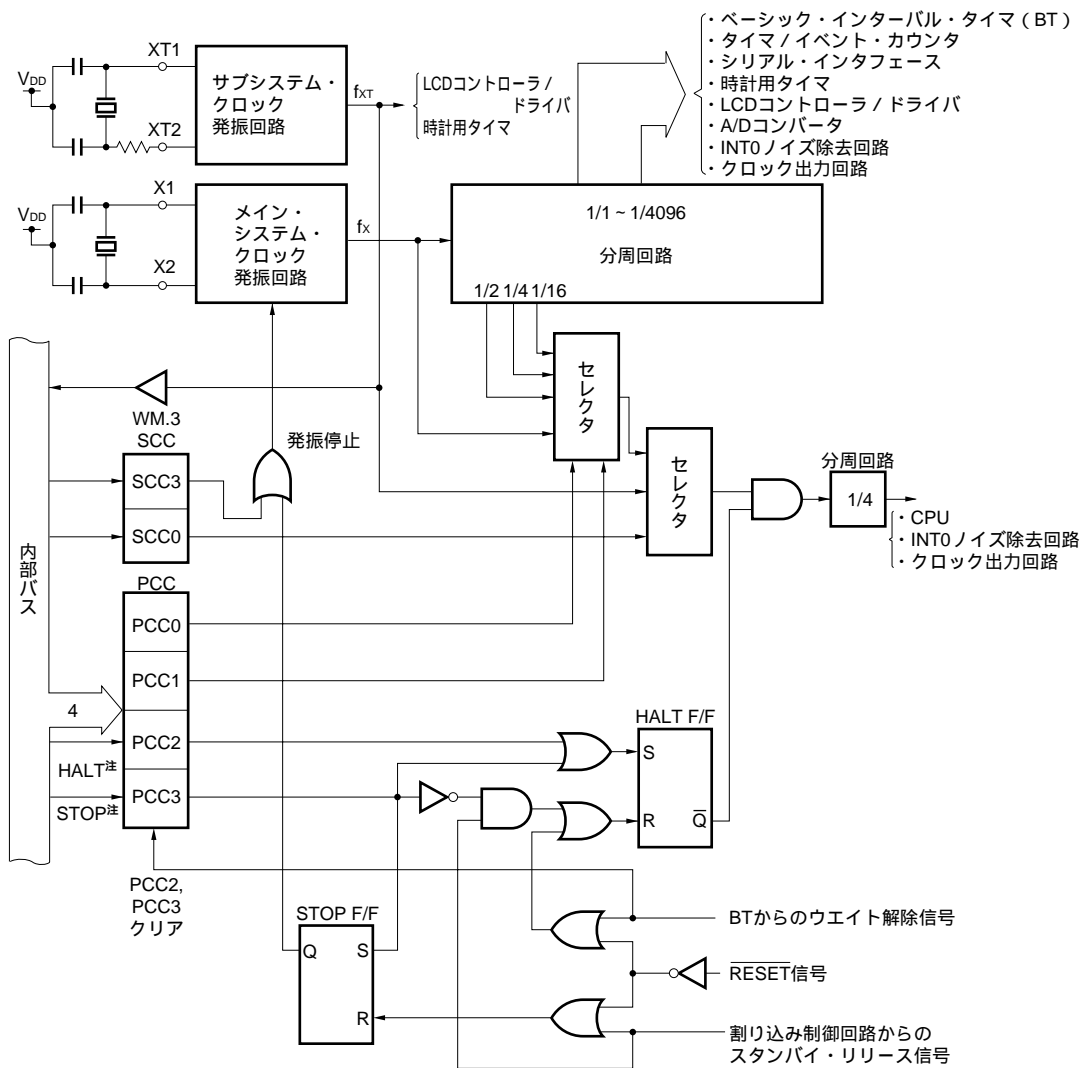 ・ベーシック・インターバル・タイマ（BT）
・タイマ / イベント・カウンタ
・シリアル・インタフェース
・時計用タイマ
・LCDコントローラ / ドライバ
・A/Dコンバータ
・INT0ノイズ除去回路
・クロック出力回路
VDD
XT1
XT2
サブシステム・
クロック
発振回路
fXT
LCDコントローラ /
ドライバ
時計用タイマ
VDD
X1
X2
メイン・
システム・
クロック
発振回路
fX
1/1 ~ 1/4096
分周回路
1/2 1/4 1/16
セレクタ
セレクタ
WM.3
SCC
SCC3
SCC0
発振停止
分周回路
1/4
・CPU
・INT0ノイズ除去回路
・クロック出力回路
内部バス
PCC
PCC0
PCC1
PCC2
PCC3
4
HALT注
STOP注
HALT F/F
S
R
Q̅
PCC2,
PCC3
クリア
STOP F/F
Q
S
R
BTからのウエイト解除信号
R̅E̅S̅E̅T̅信号
割り込み制御回路からの
スタンバイ・リリース信号